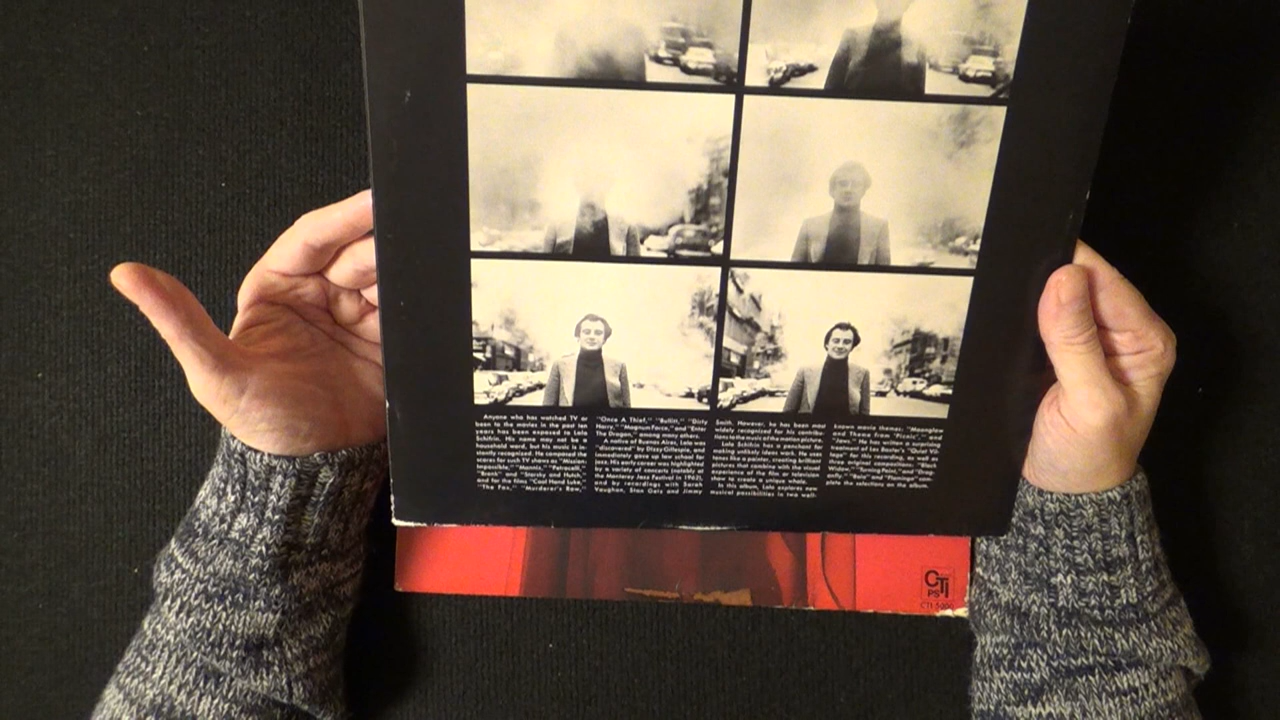 Anyone who has watched TV or
been to the movies in the past ten
years has been exposed to Lalo
Schifrin. His name may not be a
household word, but his music is in-
stantly recognized. He composed the
scores for such TV shows as "Mission:
Impossible," "Mannix," "Petrocelli,"
"Bronk" and "Starsky and Hutch,"
and for the films "Cool Hand Luke,"
"The Fox," "Murderer's Row,"
"Once A Thief," "Bullitt," "Dirty
Harry," "Magnum Force," and "Enter
The Dragon," among many others.
A native of Buenos Aires, Lalo was
"discovered" by Dizzy Gillespie, and
immediately gave up law school for
jazz. His early career was highlighted
by a variety of concerts (notably at
the Monterey Jazz Festival in 1962),
and by recordings with Sarah
Vaughan, Stan Getz and Jimmy
Smith. However, he has been most
widely recognized for his contribu-
tions to the music of the motion picture.
Lalo Schifrin has a penchant for
making unlikely ideas work. He uses
tones like a painter, creating brilliant
pictures that combine with the visual
experience of the film or television
show to create a unique whole.
In this album, Lalo explores new
musical possibilities in two well-
known movie themes: "Moonglow
and Theme from 'Picnic'," and
"Jaws." He has written a surprising
treatment of Les Baxter's "Quiet Vil-
lage" for this recording, as well as
three original compositions: "Black
Widow," "Turning Point," and "Drag-
onfly." "Baia" and "Flamingo" com-
plete the selections on the album.
CTI
PS
CTI